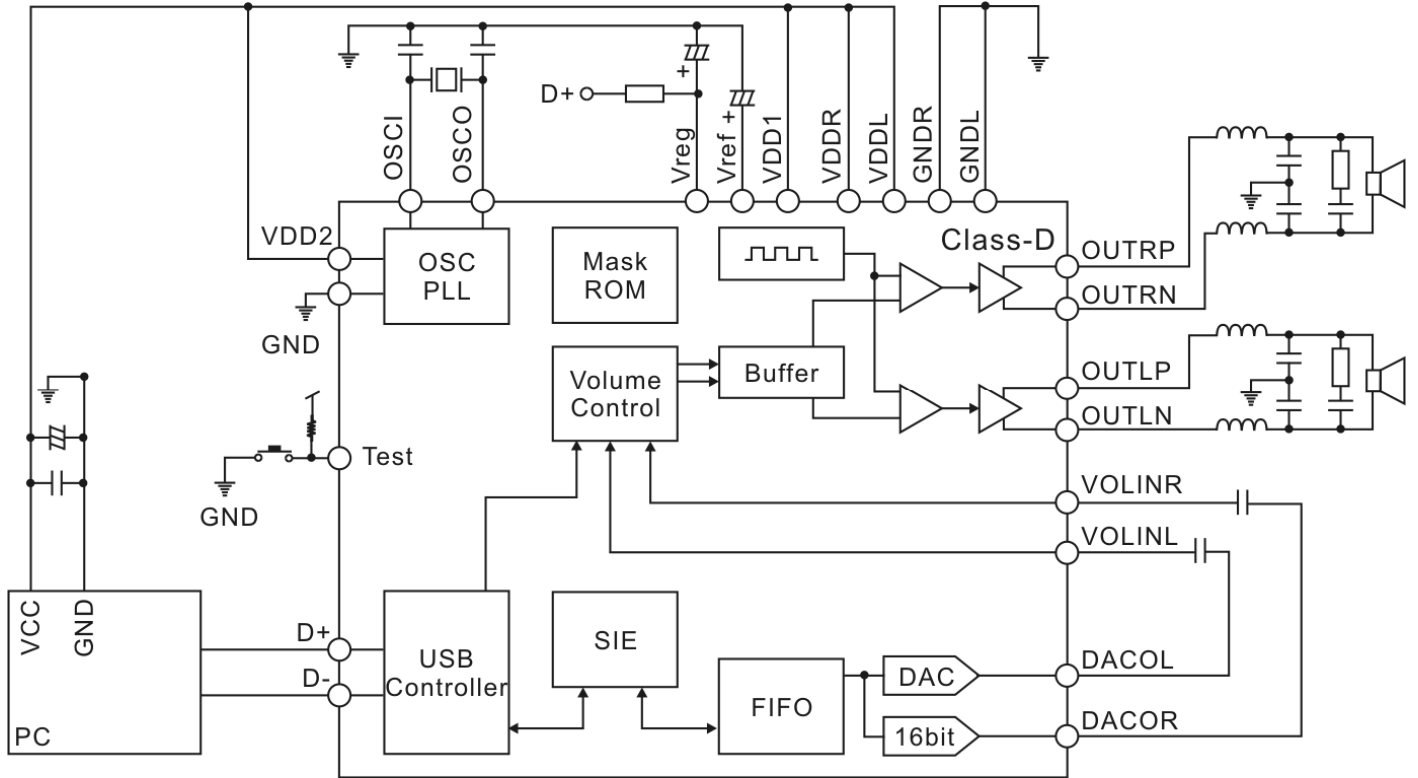 D+
OSCI
OSCO
Vreg
Vref +
+
VDD1
VDDR
VDDL
GNDR
GNDL
VDD2
GND
OSC
PLL
Mask
ROM
Class-D
OUTRP
OUTRN
Volume
Control
Buffer
OUTLP
OUTLN
Test
GND
VOLINR
VOLINL
VCC
GND
PC
D+
D-
USB
Controller
SIE
FIFO
DAC
16bit
DACOL
DACOR